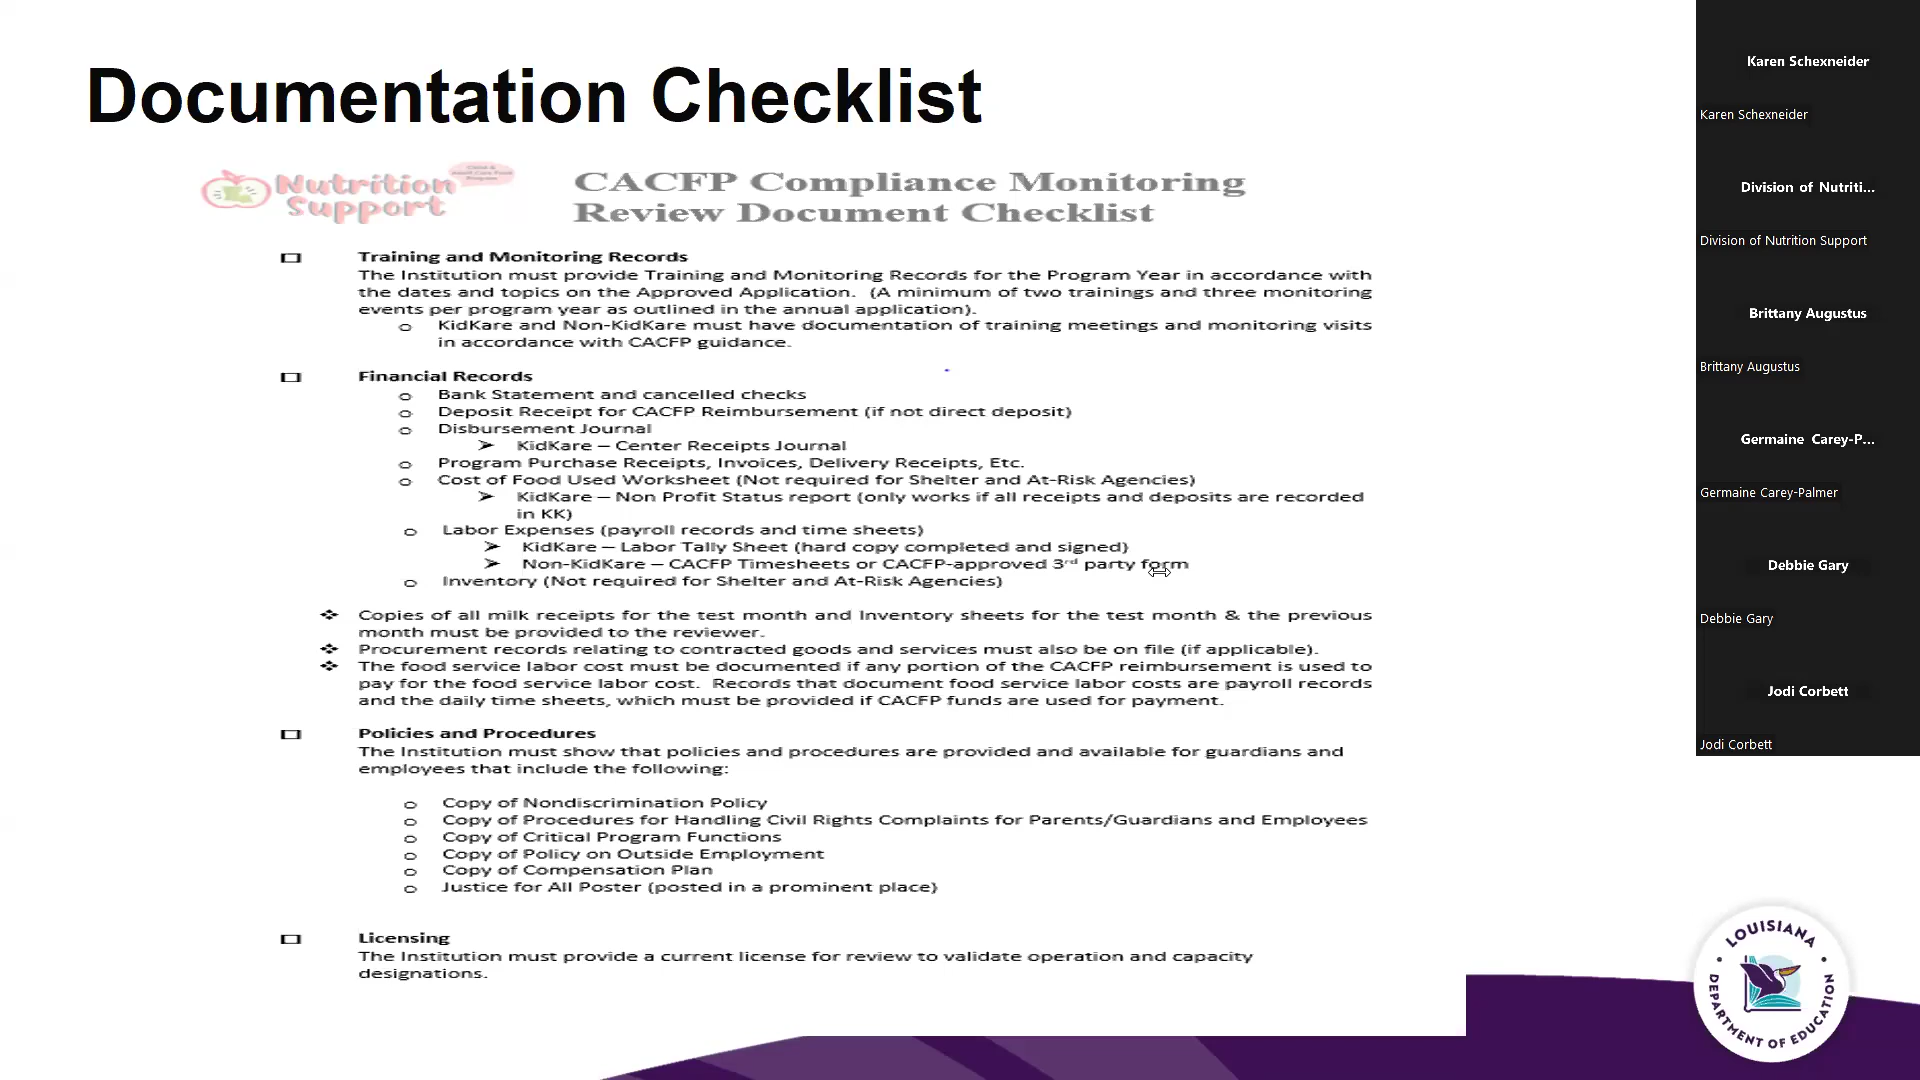 Documentation Checklist
Nutrition
Support
Child &
Adult Care Food
Program
CACFP Compliance Monitoring
Review Document Checklist
Training and Monitoring Records
The Institution must provide Training and Monitoring Records for the Program Year in accordance with
the dates and topics on the Approved Application. (A minimum of two trainings and three monitoring
events per program year as outlined in the annual application).
o KidKare and Non-KidKare must have documentation of training meetings and monitoring visits
in accordance with CACFP guidance.
Financial Records
o Bank Statement and cancelled checks
o Deposit Receipt for CACFP Reimbursement (if not direct deposit)
o Disbursement Journal
➢ KidKare – Center Receipts Journal
o Program Purchase Receipts, Invoices, Delivery Receipts, Etc.
o Cost of Food Used Worksheet (Not required for Shelter and At-Risk Agencies)
➢ KidKare – Non Profit Status report (only works if all receipts and deposits are recorded
in KK)
o Labor Expenses (payroll records and time sheets)
➢ KidKare – Labor Tally Sheet (hard copy completed and signed)
➢ Non-KidKare – CACFP Timesheets or CACFP-approved 3rd party form
o Inventory (Not required for Shelter and At-Risk Agencies)
❖ Copies of all milk receipts for the test month and Inventory sheets for the test month & the previous
month must be provided to the reviewer.
❖ Procurement records relating to contracted goods and services must also be on file (if applicable).
❖ The food service labor cost must be documented if any portion of the CACFP reimbursement is used to
pay for the food service labor cost. Records that document food service labor costs are payroll records
and the daily time sheets, which must be provided if CACFP funds are used for payment.
Policies and Procedures
The Institution must show that policies and procedures are provided and available for guardians and
employees that include the following:
o Copy of Nondiscrimination Policy
o Copy of Procedures for Handling Civil Rights Complaints for Parents/Guardians and Employees
o Copy of Critical Program Functions
o Copy of Policy on Outside Employment
o Copy of Compensation Plan
o Justice for All Poster (posted in a prominent place)
Licensing
The Institution must provide a current license for review to validate operation and capacity
designations.
Karen Schexneider
Karen Schexneider
Division of Nutriti...
Division of Nutrition Support
Brittany Augustus
Brittany Augustus
Germaine Carey-P...
Germaine Carey-Palmer
Debbie Gary
Debbie Gary
Jodi Corbett
Jodi Corbett
LOUISIANA
DEPARTMENT OF EDUCATION